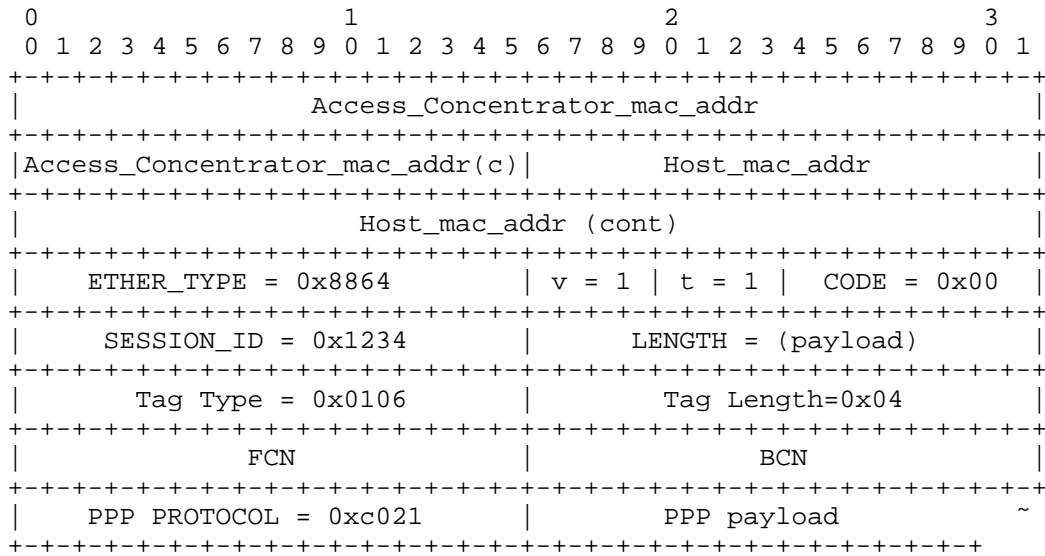 0                   1                   2                   3
 0 1 2 3 4 5 6 7 8 9 0 1 2 3 4 5 6 7 8 9 0 1 2 3 4 5 6 7 8 9 0 1
+-+-+-+-+-+-+-+-+-+-+-+-+-+-+-+-+-+-+-+-+-+-+-+-+-+-+-+-+-+-+-+-+
|                  Access_Concentrator_mac_addr                 |
+-+-+-+-+-+-+-+-+-+-+-+-+-+-+-+-+-+-+-+-+-+-+-+-+-+-+-+-+-+-+-+-+
|Access_Concentrator_mac_addr(c)|        Host_mac_addr          |
+-+-+-+-+-+-+-+-+-+-+-+-+-+-+-+-+-+-+-+-+-+-+-+-+-+-+-+-+-+-+-+-+
|                     Host_mac_addr (cont)                      |
+-+-+-+-+-+-+-+-+-+-+-+-+-+-+-+-+-+-+-+-+-+-+-+-+-+-+-+-+-+-+-+-+
|    ETHER_TYPE = 0x8864        | v = 1 | t = 1 |  CODE = 0x00  |
+-+-+-+-+-+-+-+-+-+-+-+-+-+-+-+-+-+-+-+-+-+-+-+-+-+-+-+-+-+-+-+-+
|     SESSION_ID = 0x1234       |      LENGTH = (payload)       |
+-+-+-+-+-+-+-+-+-+-+-+-+-+-+-+-+-+-+-+-+-+-+-+-+-+-+-+-+-+-+-+-+
|       Tag Type = 0x0106       |        Tag Length=0x04        |
+-+-+-+-+-+-+-+-+-+-+-+-+-+-+-+-+-+-+-+-+-+-+-+-+-+-+-+-+-+-+-+-+
|              FCN              |              BCN              |
+-+-+-+-+-+-+-+-+-+-+-+-+-+-+-+-+-+-+-+-+-+-+-+-+-+-+-+-+-+-+-+-+
|    PPP PROTOCOL = 0xc021      |        PPP payload           ~
+-+-+-+-+-+-+-+-+-+-+-+-+-+-+-+-+-+-+-+-+-+-+-+-+-+-+-+-+-+-+